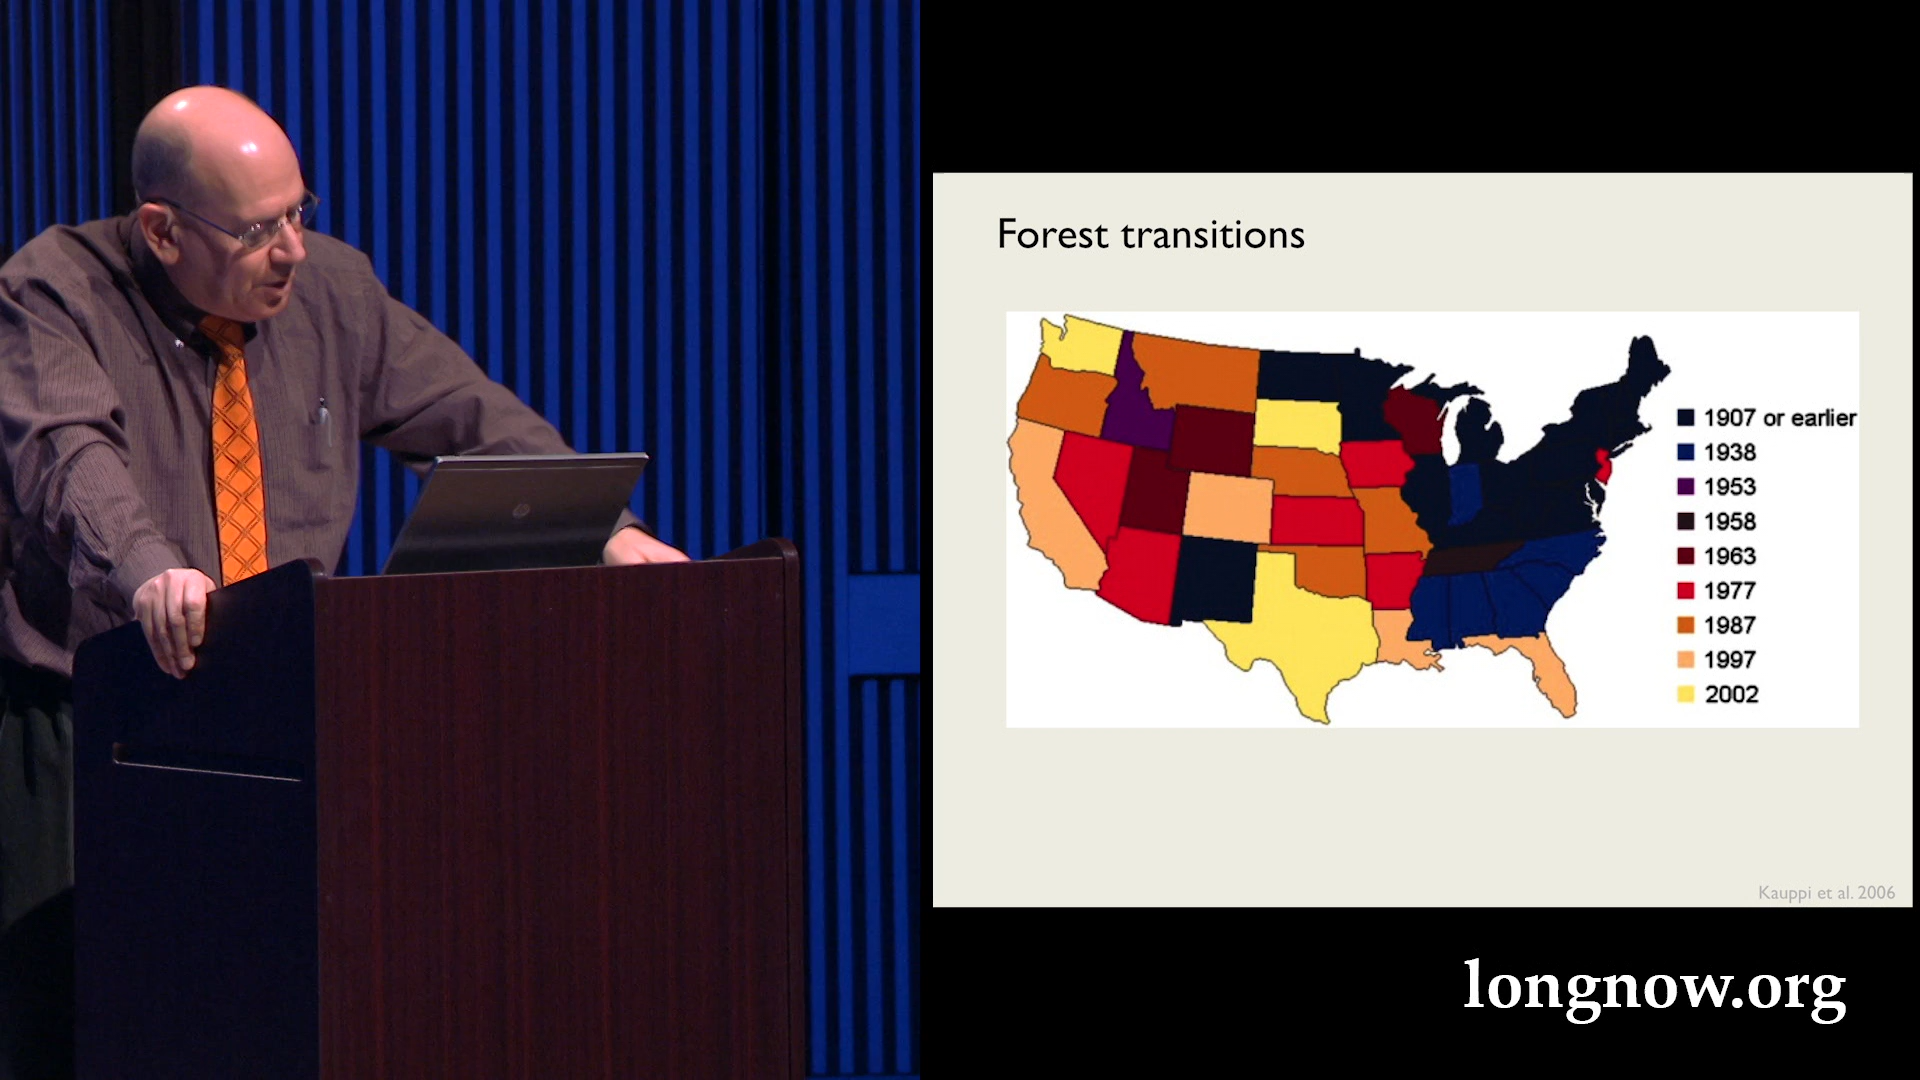 Forest transitions
1907 or earlier
1938
1953
1958
1963
1977
1987
1997
2002
Kauppi et al. 2006
longnow.org